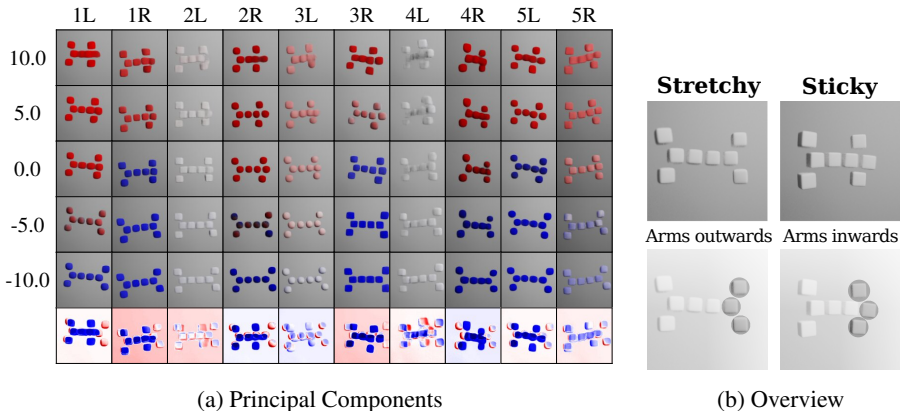 1L 1R 2L 2R 3L 3R 4L 4R 5L 5R
10.0
5.0
0.0
-5.0
-10.0
(a) Principal Components
Stretchy Sticky
Arms outwards Arms inwards
(b) Overview